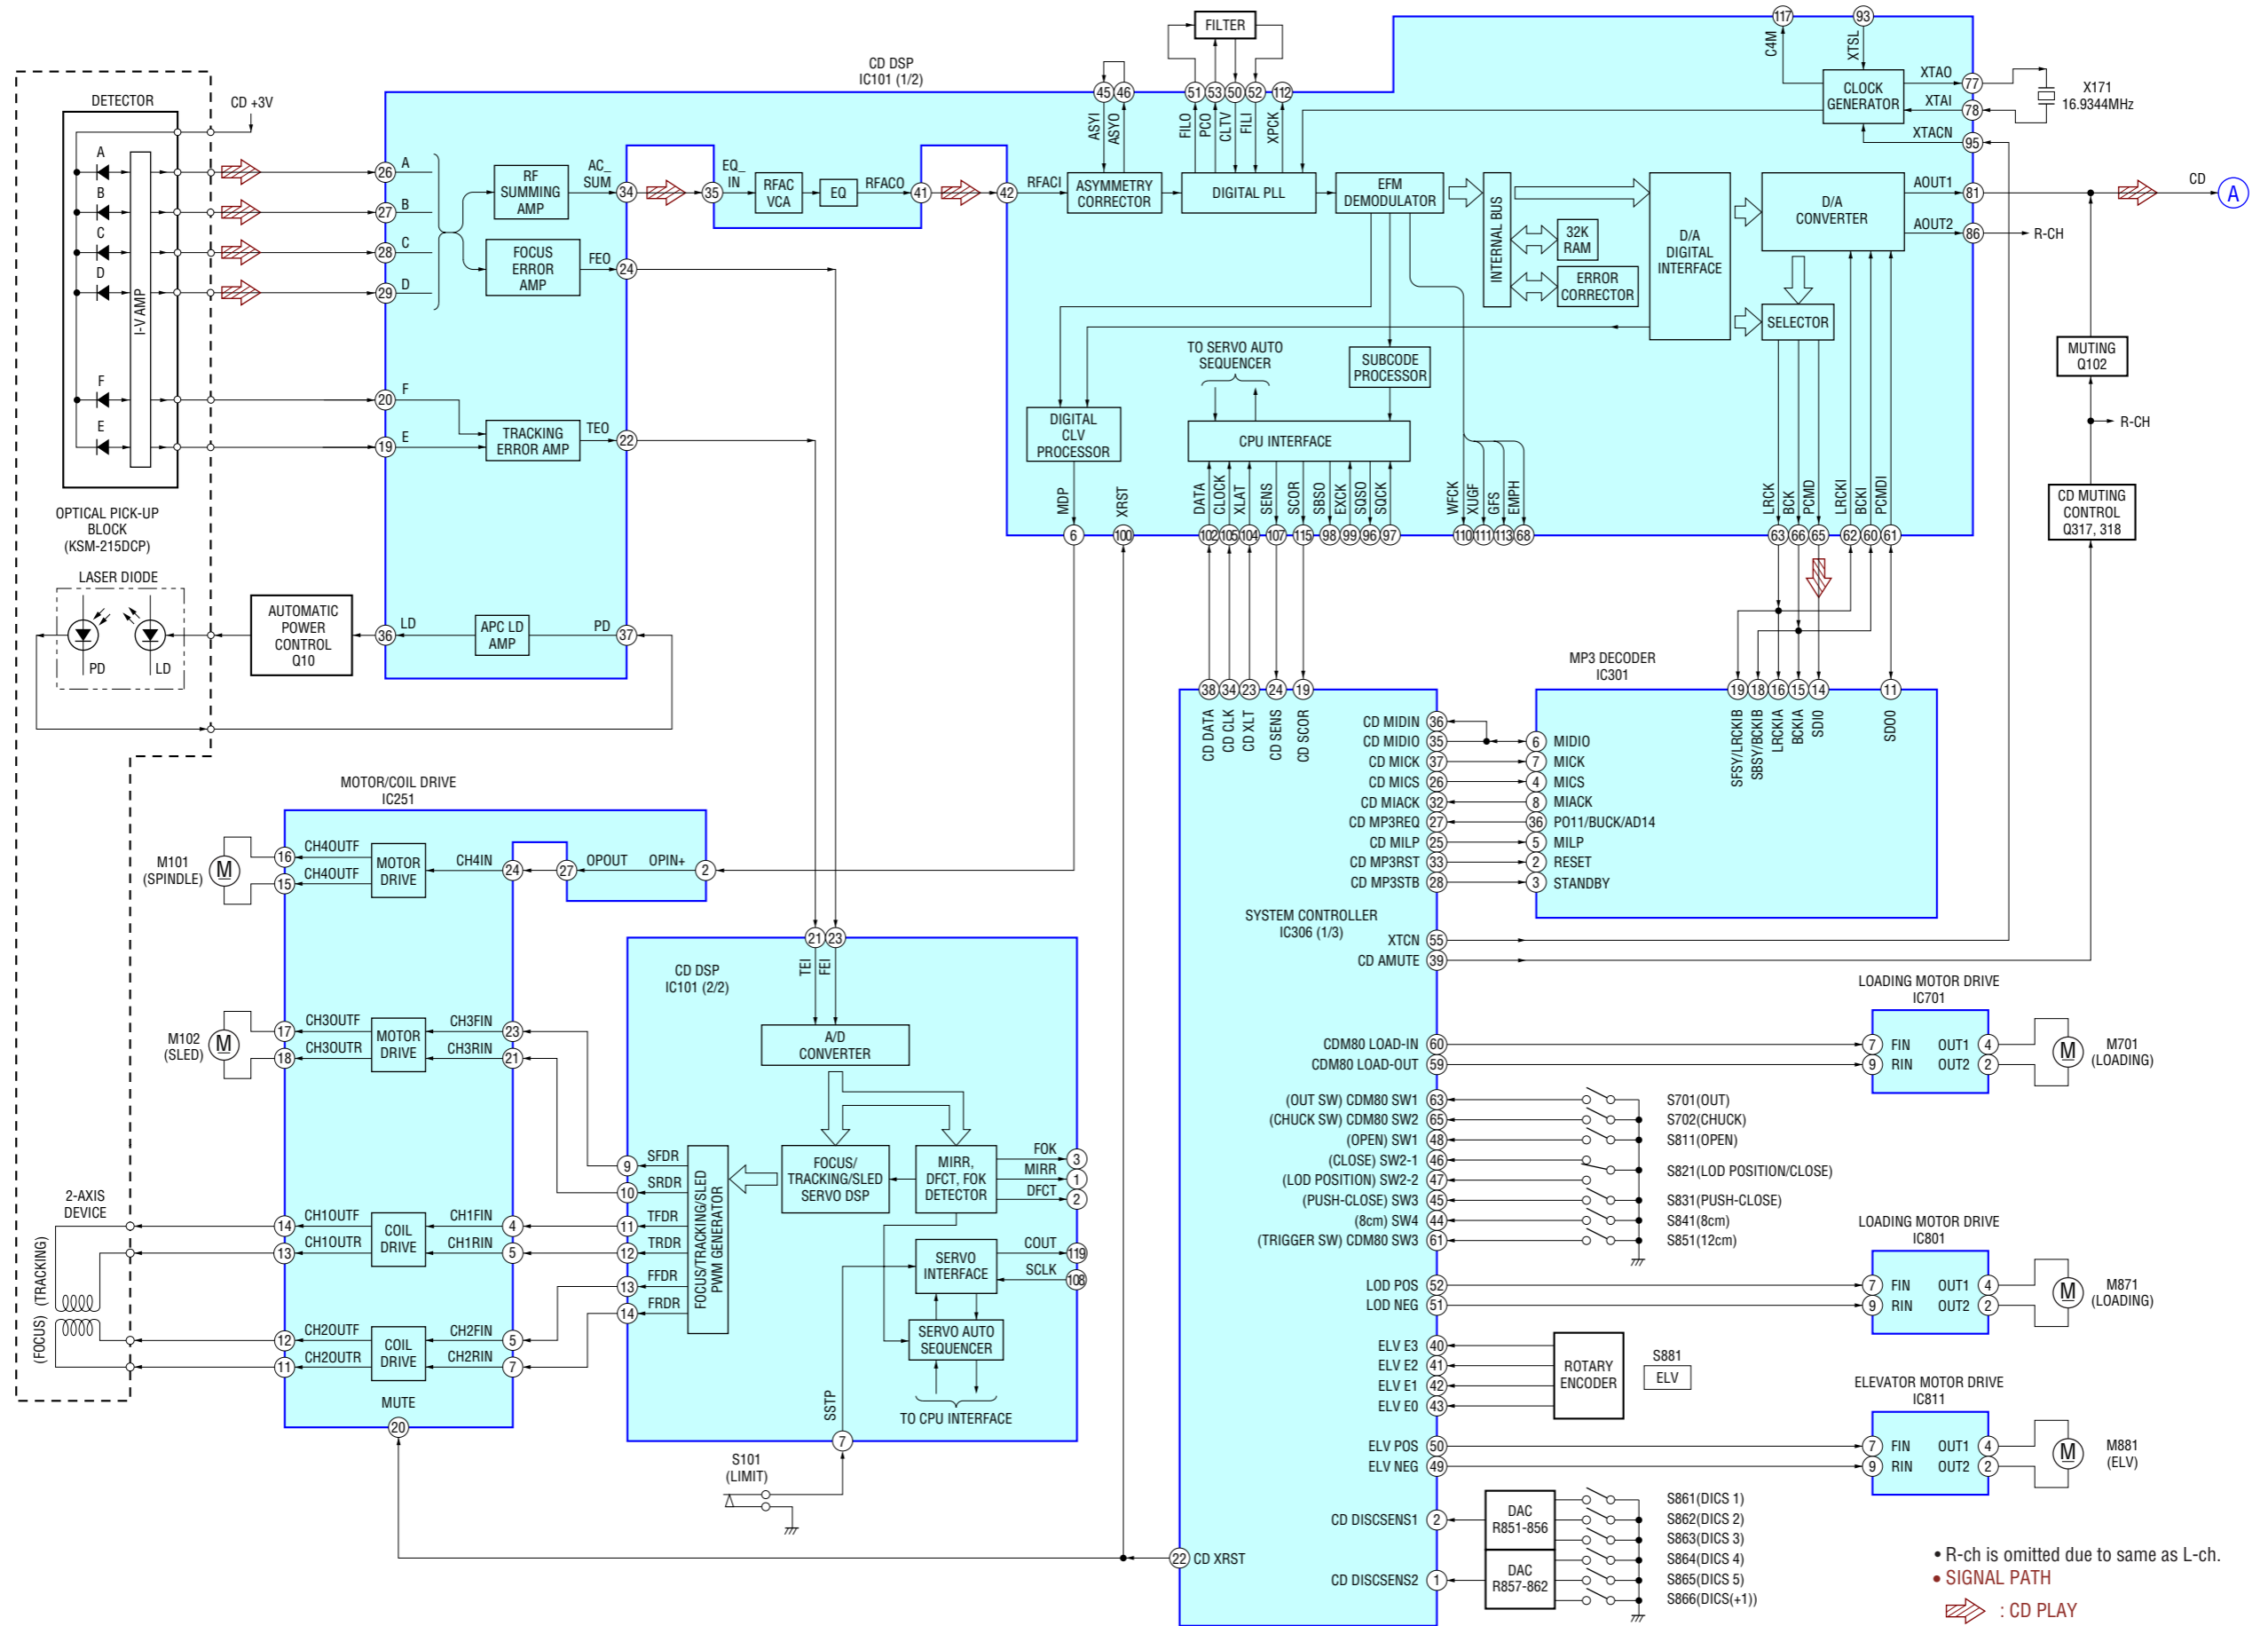 DETECTOR
CD +3V
A
B
C
D
F
E
I-V AMP
OPTICAL PICK-UP
BLOCK
(KSM-215DCP)
LASER DIODE
PD
LD
AUTOMATIC
POWER
CONTROL
Q10
CD DSP
IC101 (1/2)
26 A
27 B
28 C
29 D
20 F
19 E
RF
SUMMING
AMP
AC_
SUM
34
FOCUS
ERROR
AMP
FEO
24
TRACKING
ERROR AMP
TEO
22
36 LD
APC LD
AMP
PD
37
35
EQ_
IN
RFAC
VCA
EQ
RFACO
41
42
RFACI
ASYMMETRY
CORRECTOR
45 46
ASYI
ASYO
FILTER
51 53 50 52 112
FILO
PCO
CLTV
FILI
XPCK
DIGITAL PLL
EFM
DEMODULATOR
INTERNAL BUS
32K
RAM
ERROR
CORRECTOR
D/A
DIGITAL
INTERFACE
D/A
CONVERTER
SELECTOR
117 93
C4M
XTSL
CLOCK
GENERATOR
XTAO
77
XTAI
78
XTACN
95
X171
16.9344MHz
AOUT1
81
AOUT2
86
R-CH
CD
A
MUTING
Q102
R-CH
CD MUTING
CONTROL
Q317, 318
TO SERVO AUTO
SEQUENCER
SUBCODE
PROCESSOR
DIGITAL
CLV
PROCESSOR
CPU INTERFACE
MDP
XRST
DATA
CLOCK
XLAT
SENS
SCOR
SBSO
EXCK
SQSO
SQCK
WFCK
XUGF
GFS
EMPH
LRCK
BCK
PCMD
LRCKI
BCKI
PCMDI
6 100 102 105 104 107 115 98 99 96 97 110 111 113 68 63 66 65 62 60 61
MP3 DECODER
IC301
19 18 16 15 14 11
SFSY/LRCKIB
SBSY/BCKIB
LRCKIA
BCKIA
SDI0
SDO0
38 34 23 24 19
CD DATA
CD CLK
CD XLT
CD SENS
CD SCOR
CD MIDIN 36
CD MIDIO 35
6 MIDIO
CD MICK 37
7 MICK
CD MICS 26
4 MICS
CD MIACK 32
8 MIACK
CD MP3REQ 27
36 PO11/BUCK/AD14
CD MILP 25
5 MILP
CD MP3RST 33
2 RESET
CD MP3STB 28
3 STANDBY
SYSTEM CONTROLLER
IC306 (1/3)
XTCN 55
CD AMUTE 39
MOTOR/COIL DRIVE
IC251
M101
(SPINDLE)
M
16 CH4OUTF
15 CH4OUTF
MOTOR
DRIVE
CH4IN
24
27
OPOUT
OPIN+
2
M102
(SLED)
M
17 CH3OUTF
18 CH3OUTR
MOTOR
DRIVE
CH3FIN 23
CH3RIN 21
2-AXIS
DEVICE
(TRACKING)
(FOCUS)
14 CH1OUTF
13 CH1OUTR
COIL
DRIVE
CH1FIN 4
CH1RIN 5
12 CH2OUTF
11 CH2OUTR
COIL
DRIVE
CH2FIN 5
CH2RIN 7
MUTE
20
21 23
TEI
FEI
CD DSP
IC101 (2/2)
A/D
CONVERTER
9 SFDR
10 SRDR
11 TFDR
12 TRDR
13 FFDR
14 FRDR
FOCUS/TRACKING/SLED
PWM GENERATOR
FOCUS/
TRACKING/SLED
SERVO DSP
MIRR,
DFCT, FOK
DETECTOR
FOK 3
MIRR 1
DFCT 2
SERVO
INTERFACE
COUT 119
SCLK 108
SERVO AUTO
SEQUENCER
TO CPU INTERFACE
SSTP
7
S101
(LIMIT)
CDM80 LOAD-IN 60
CDM80 LOAD-OUT 59
LOADING MOTOR DRIVE
IC701
7 FIN OUT1 4
9 RIN OUT2 2
M
M701
(LOADING)
(OUT SW) CDM80 SW1 63
S701(OUT)
(CHUCK SW) CDM80 SW2 65
S702(CHUCK)
(OPEN) SW1 48
S811(OPEN)
(CLOSE) SW2-1 46
S821(LOD POSITION/CLOSE)
(LOD POSITION) SW2-2 47
(PUSH-CLOSE) SW3 45
S831(PUSH-CLOSE)
(8cm) SW4 44
S841(8cm)
(TRIGGER SW) CDM80 SW3 61
S851(12cm)
LOD POS 52
LOD NEG 51
LOADING MOTOR DRIVE
IC801
7 FIN OUT1 4
9 RIN OUT2 2
M
M871
(LOADING)
ELV E3 40
ELV E2 41
ELV E1 42
ELV E0 43
ROTARY
ENCODER
S881
ELV
ELV POS 50
ELV NEG 49
ELEVATOR MOTOR DRIVE
IC811
7 FIN OUT1 4
9 RIN OUT2 2
M
M881
(ELV)
CD DISCSENS1 2
DAC
R851-856
CD DISCSENS2 1
DAC
R857-862
S861(DICS 1)
S862(DICS 2)
S863(DICS 3)
S864(DICS 4)
S865(DICS 5)
S866(DICS(+1))
22 CD XRST
• R-ch is omitted due to same as L-ch.
• SIGNAL PATH
: CD PLAY